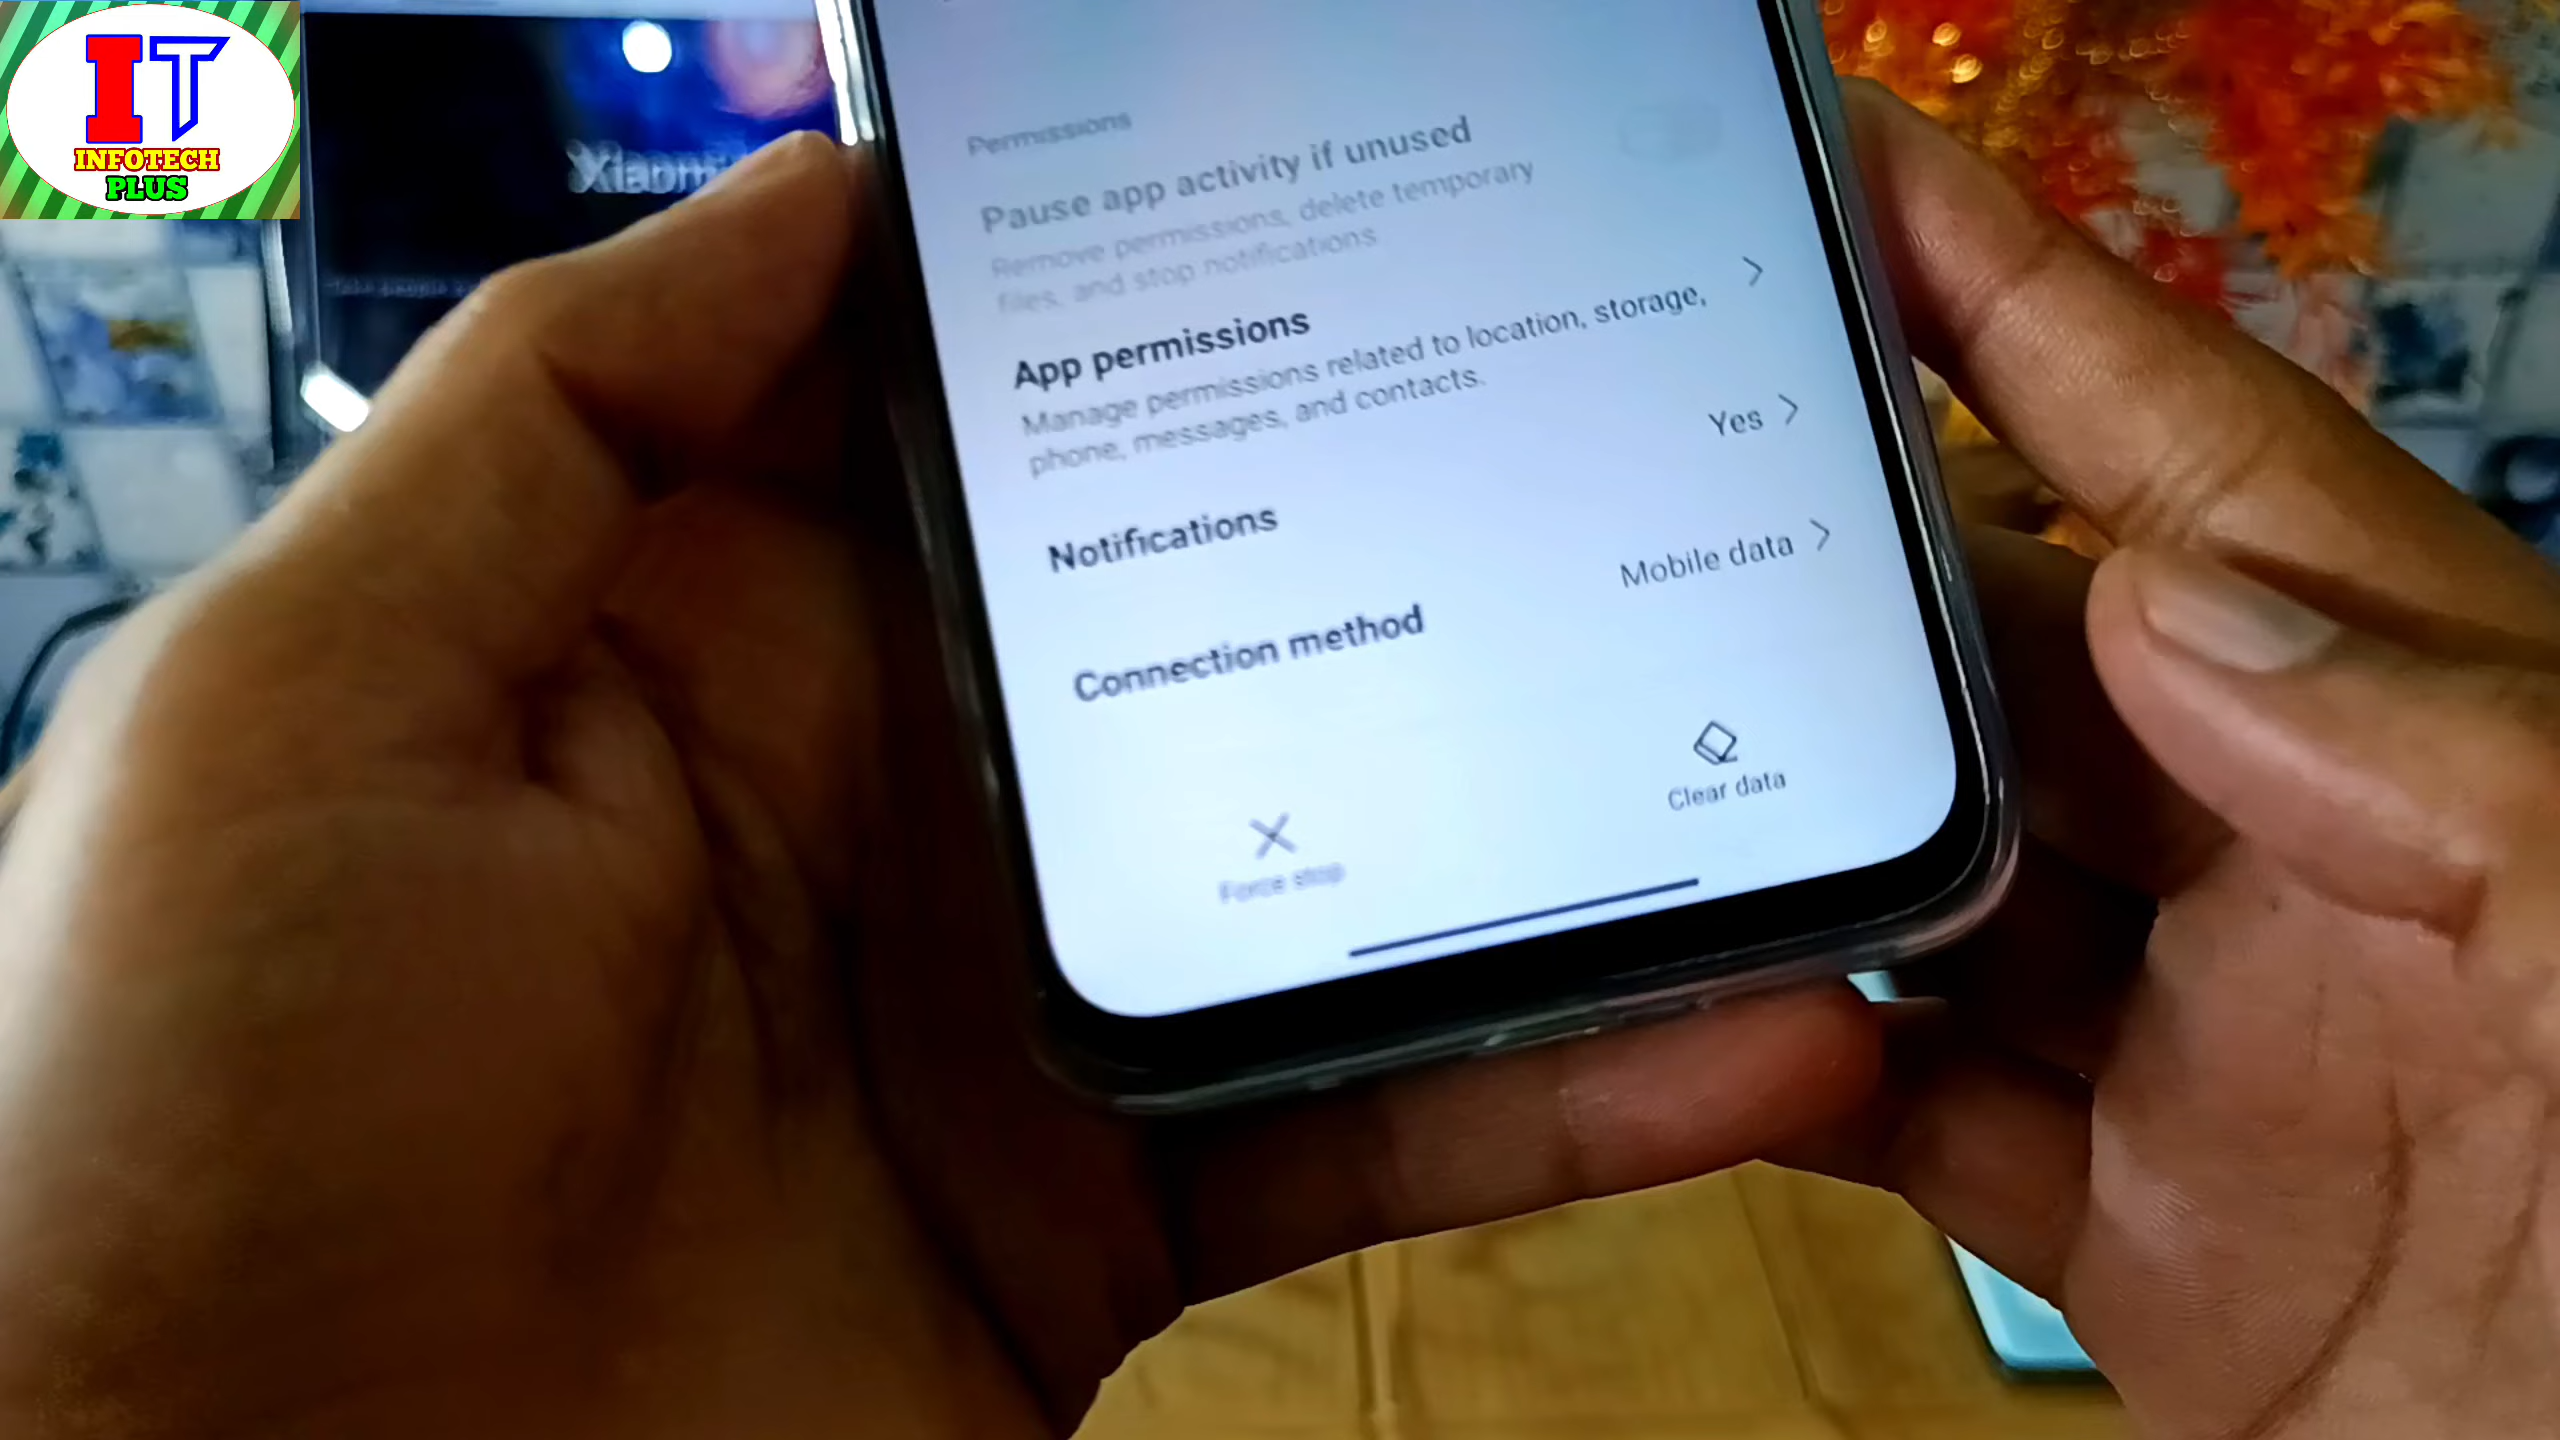 IT
INFOTECH
PLUS
Xiaomi
Permissions
Pause app activity if unused
Remove permissions, delete temporary
files, and stop notifications
App permissions
Manage permissions related to location, storage,
phone, messages, and contacts.
Notifications
Yes
Connection method
Mobile data
Force stop
Clear data